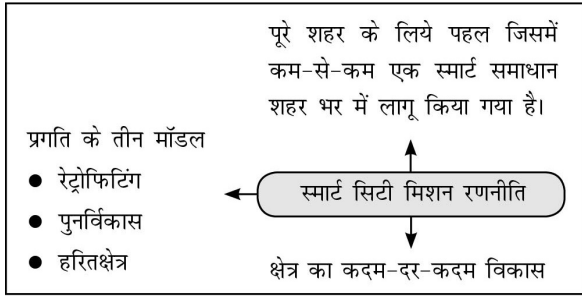 पूरे शहर के लिये पहल जिसमें
कम-से-कम एक स्मार्ट समाधान
शहर भर में लागू किया गया है।
प्रगति के तीन मॉडल
● रेट्रोफिटिंग
● पुनर्विकास
● हरितक्षेत्र
स्मार्ट सिटी मिशन रणनीति
क्षेत्र का कदम-दर-कदम विकास